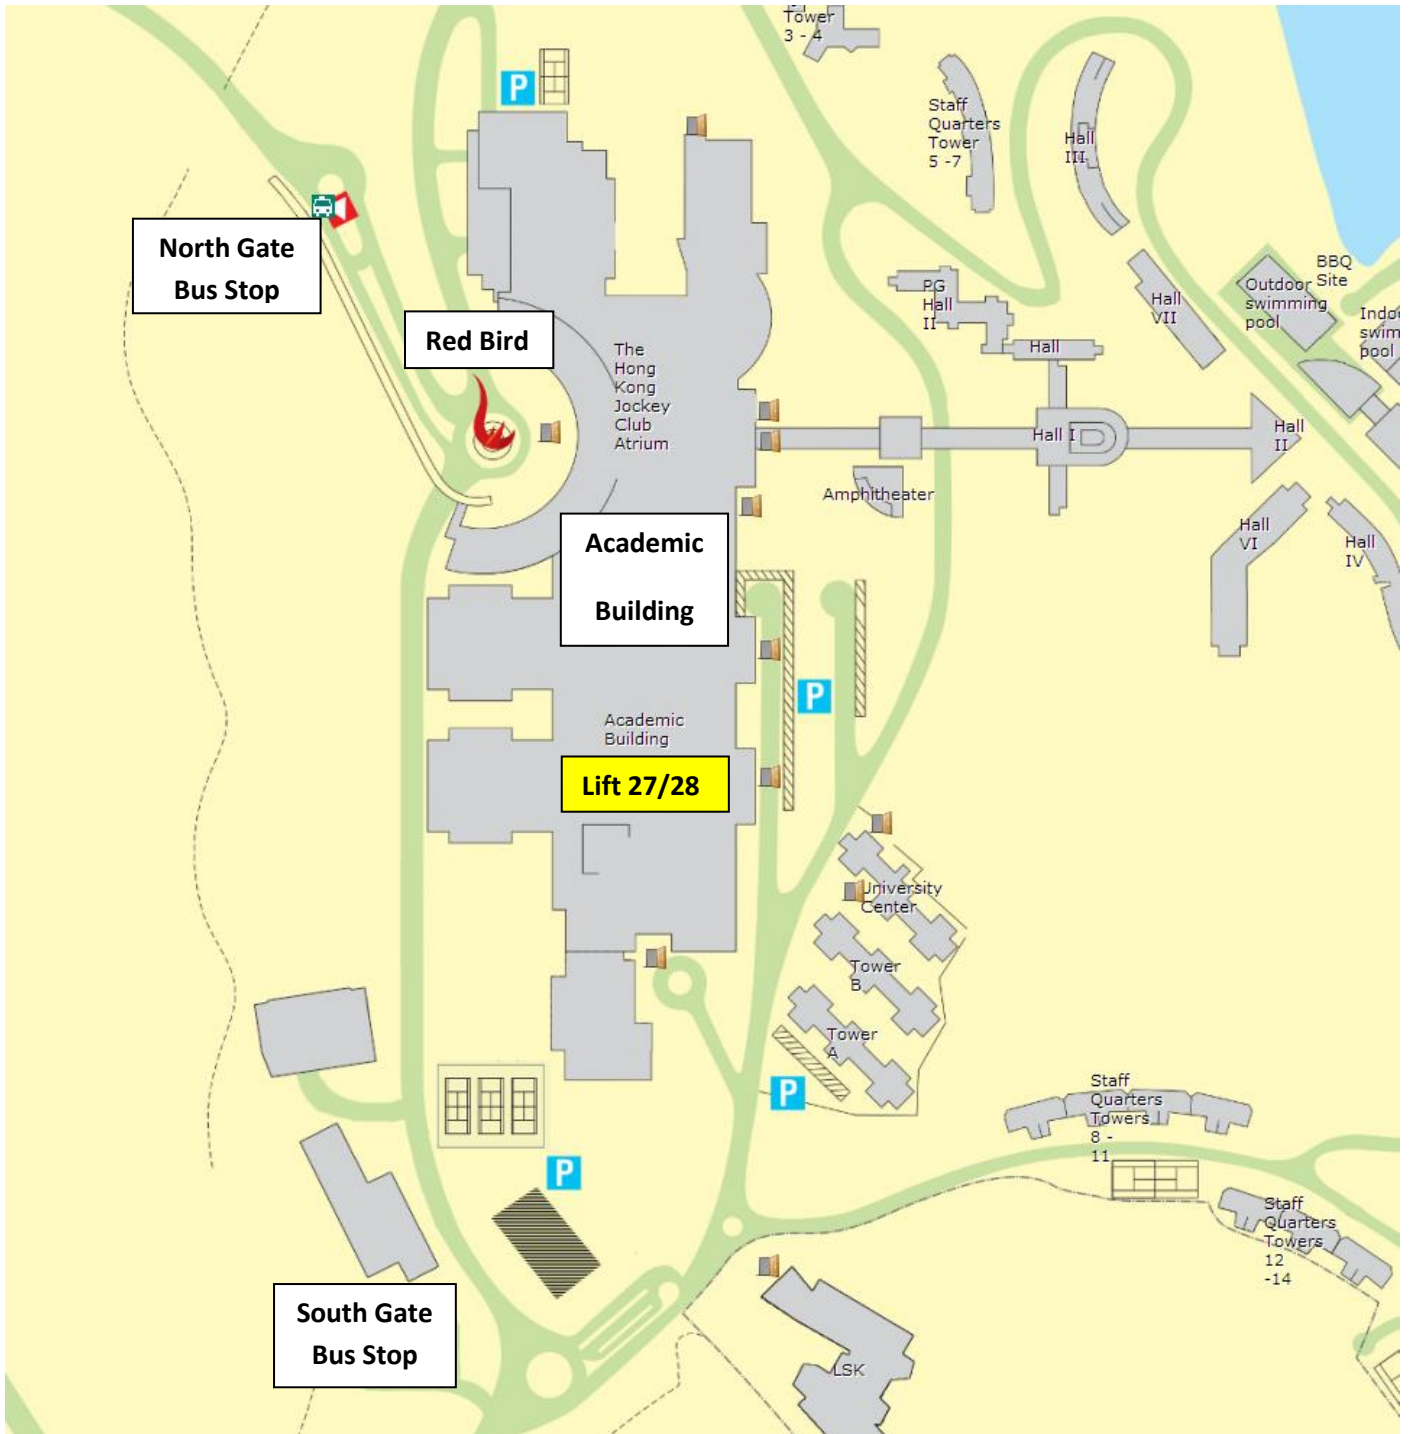 Tower
3 - 4
P
Staff
Quarters
Tower
5 -7
Hall
III
North Gate
Bus Stop
BBQ
Site
Outdoor
swimming
pool
PG
Hall
II
Hall
VII
Indo
swim
pool
Red Bird
The
Hong
Kong
Jockey
Club
Atrium
Hall
Hall I
Hall
II
Amphitheater
Academic
Building
Hall
VI
Hall
IV
P
Academic
Building
Lift 27/28
University
Center
Tower
B
Tower
A
P
Staff
Quarters
Towers
8 -
11
P
Staff
Quarters
Towers
12
-14
South Gate
Bus Stop
LSK